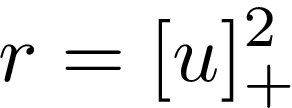 r = [u]₊²